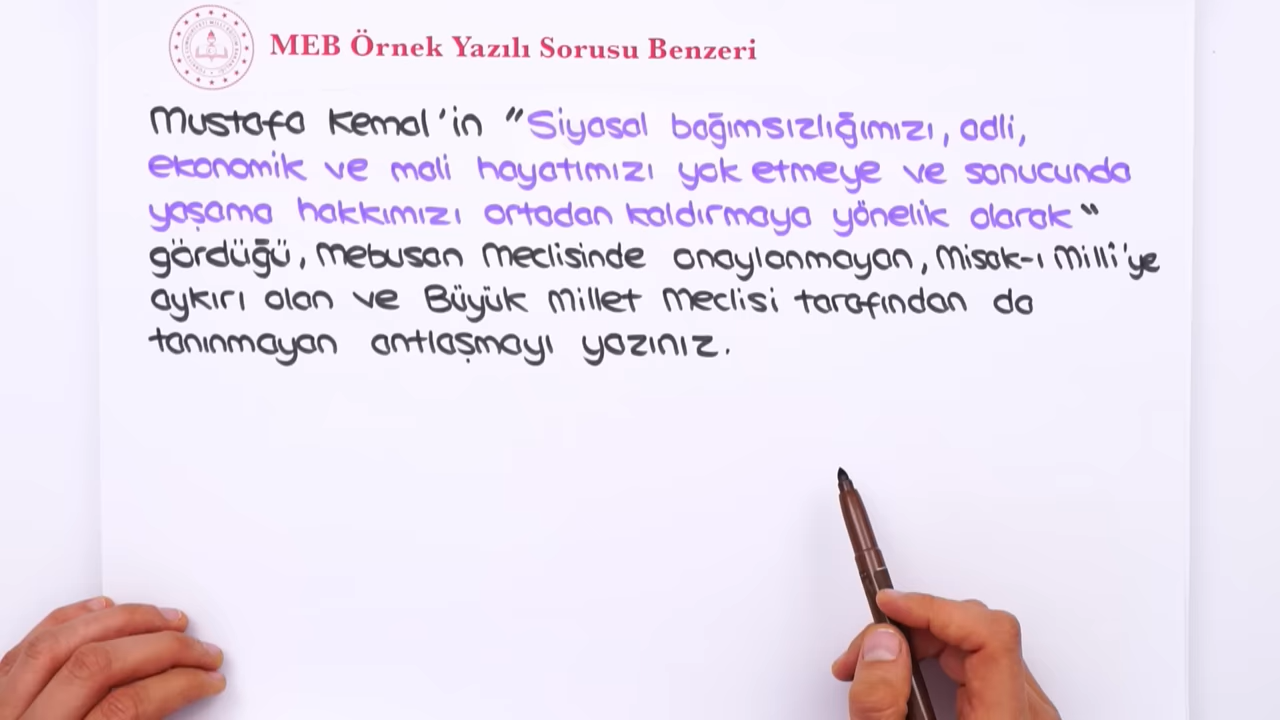 MEB Örnek Yazılı Sorusu Benzeri
Mustafa Kemal'in "Siyasal bağımsızlığımızı, adli,
ekonomik ve mali hayatımızı yok etmeye ve sonucunda
yaşama hakkımızı ortadan kaldırmaya yönelik olarak"
gördüğü, Mebusan Meclisinde onaylanmayan, Misak-ı Millî'ye
aykırı olan ve Büyük Millet Meclisi tarafından da
tanınmayan antlaşmayı yazınız.